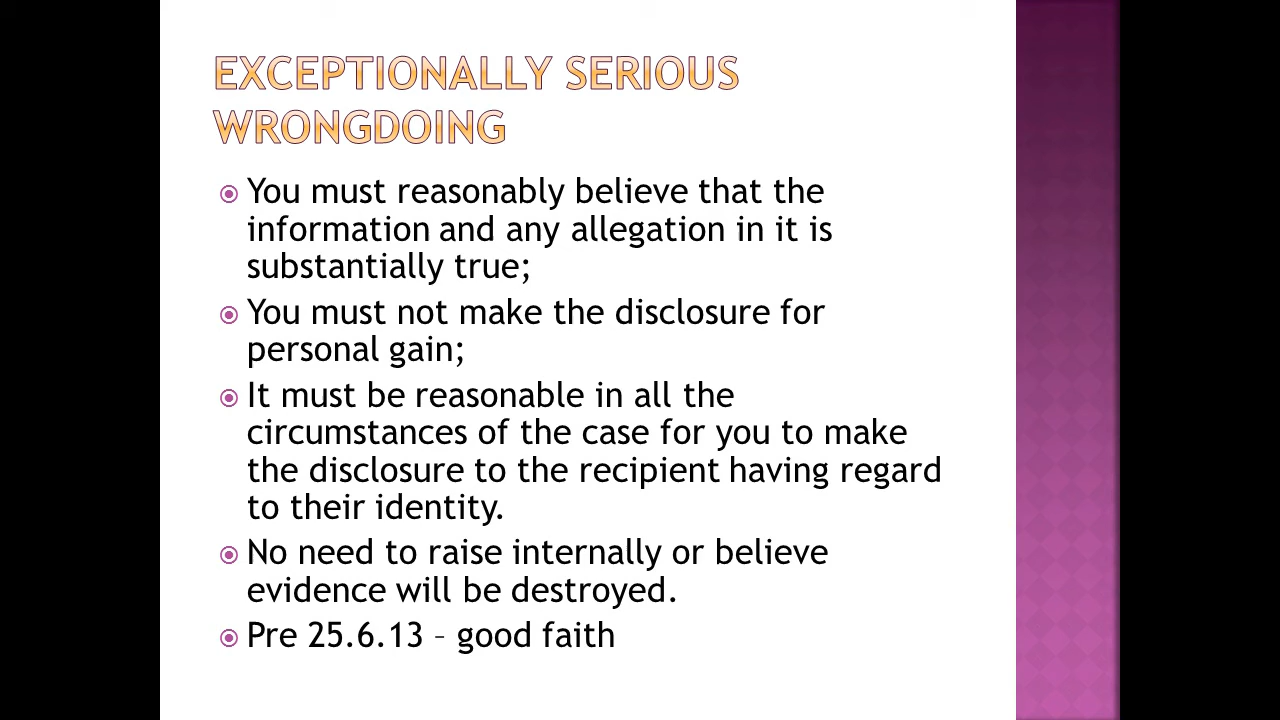 EXCEPTIONALLY SERIOUS
WRONGDOING
You must reasonably believe that the
information and any allegation in it is
substantially true;
You must not make the disclosure for
personal gain;
It must be reasonable in all the
circumstances of the case for you to make
the disclosure to the recipient having regard
to their identity.
No need to raise internally or believe
evidence will be destroyed.
Pre 25.6.13 – good faith